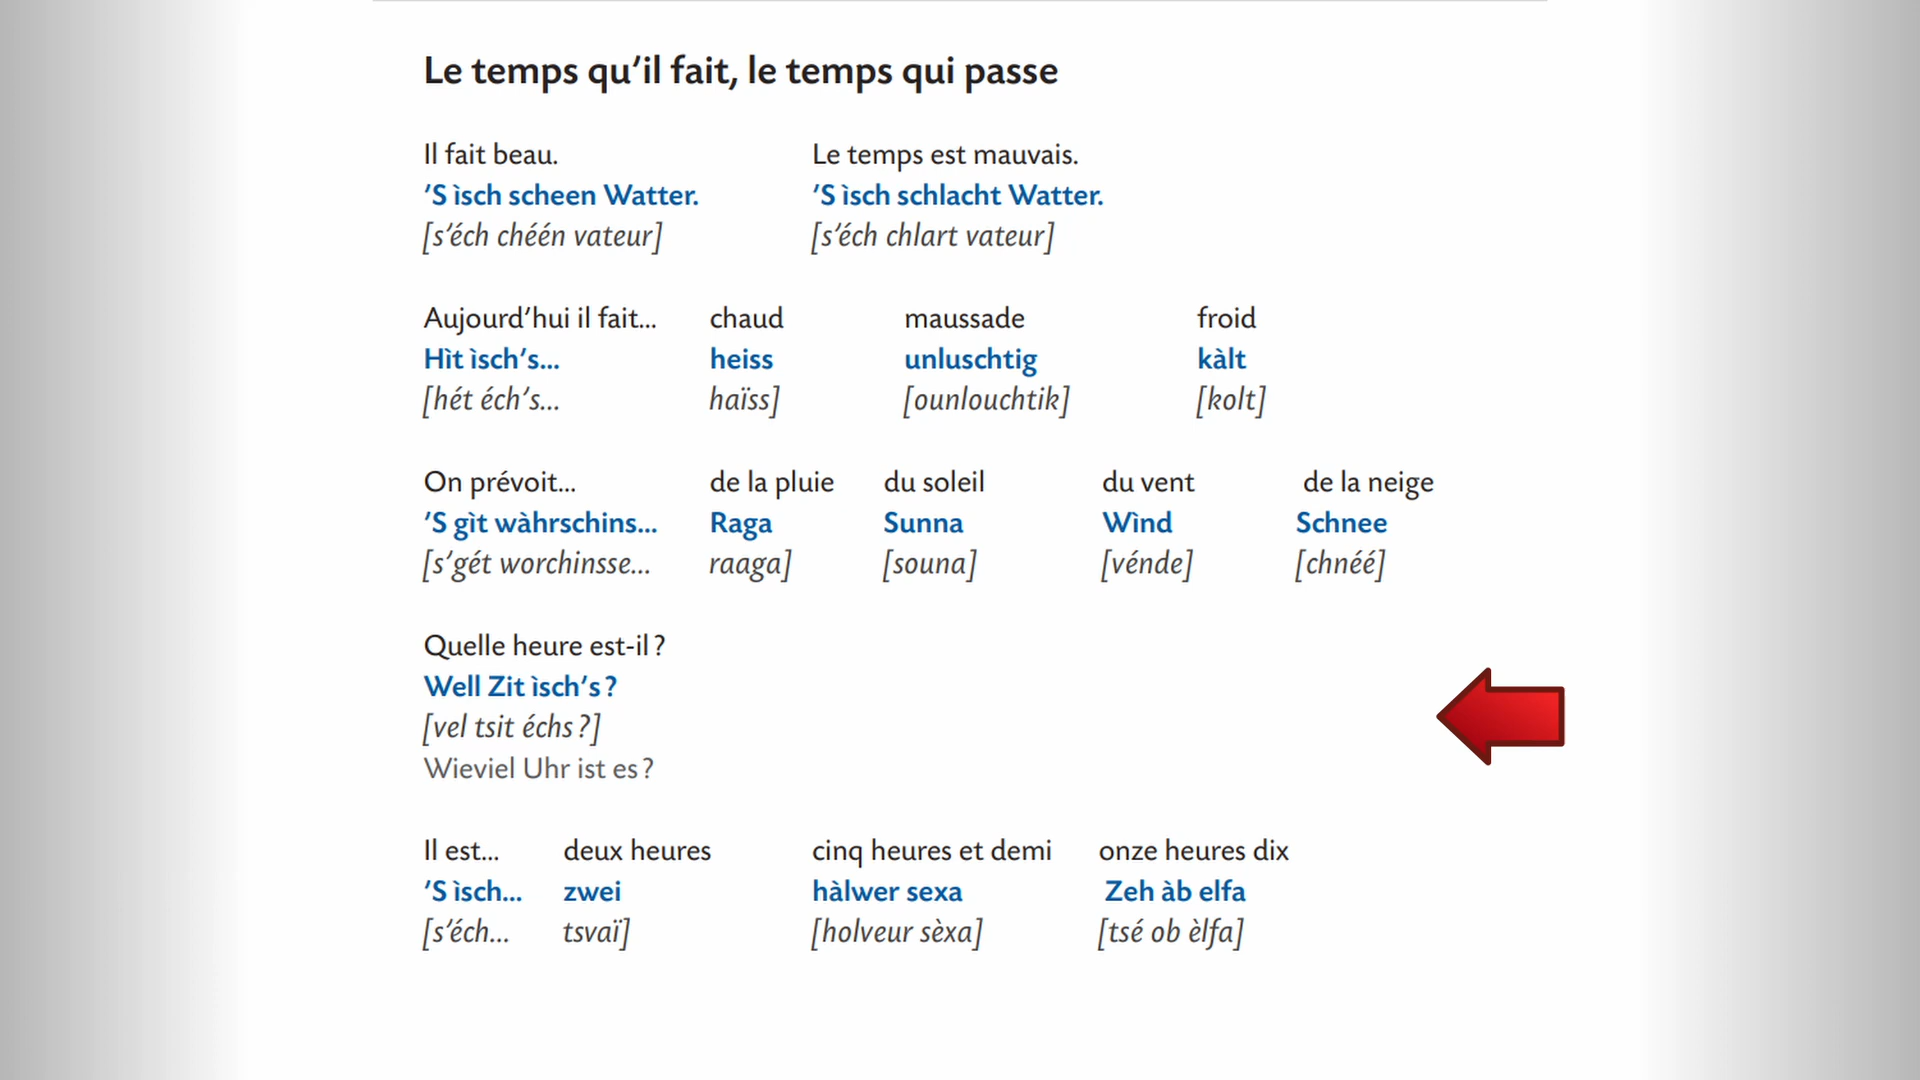 Le temps qu’il fait, le temps qui passe
Il fait beau. Le temps est mauvais.
’S ìsch scheen Watter. ’S ìsch schlacht Watter.
[s’éch chéén vateur] [s’éch chlart vateur]
Aujourd’hui il fait... chaud maussade froid
Hìt ìsch’s... heiss unluschtig kàlt
[hét éch’s... haïss] [ounlouchtik] [kolt]
On prévoit... de la pluie du soleil du vent de la neige
’S gìt wàhrschins... Raga Sunna Wìnd Schnee
[s’gét worchinsse... raaga] [souna] [vénde] [chnéé]
Quelle heure est-il ?
Well Zit ìsch’s ?
[vel tsit échs ?]
Wieviel Uhr ist es ?
Il est... deux heures cinq heures et demi onze heures dix
’S ìsch... zwei hàlwer sexa Zeh àb elfa
[s’éch... tsvaï] [holveur sèxa] [tsé ob èlfa]